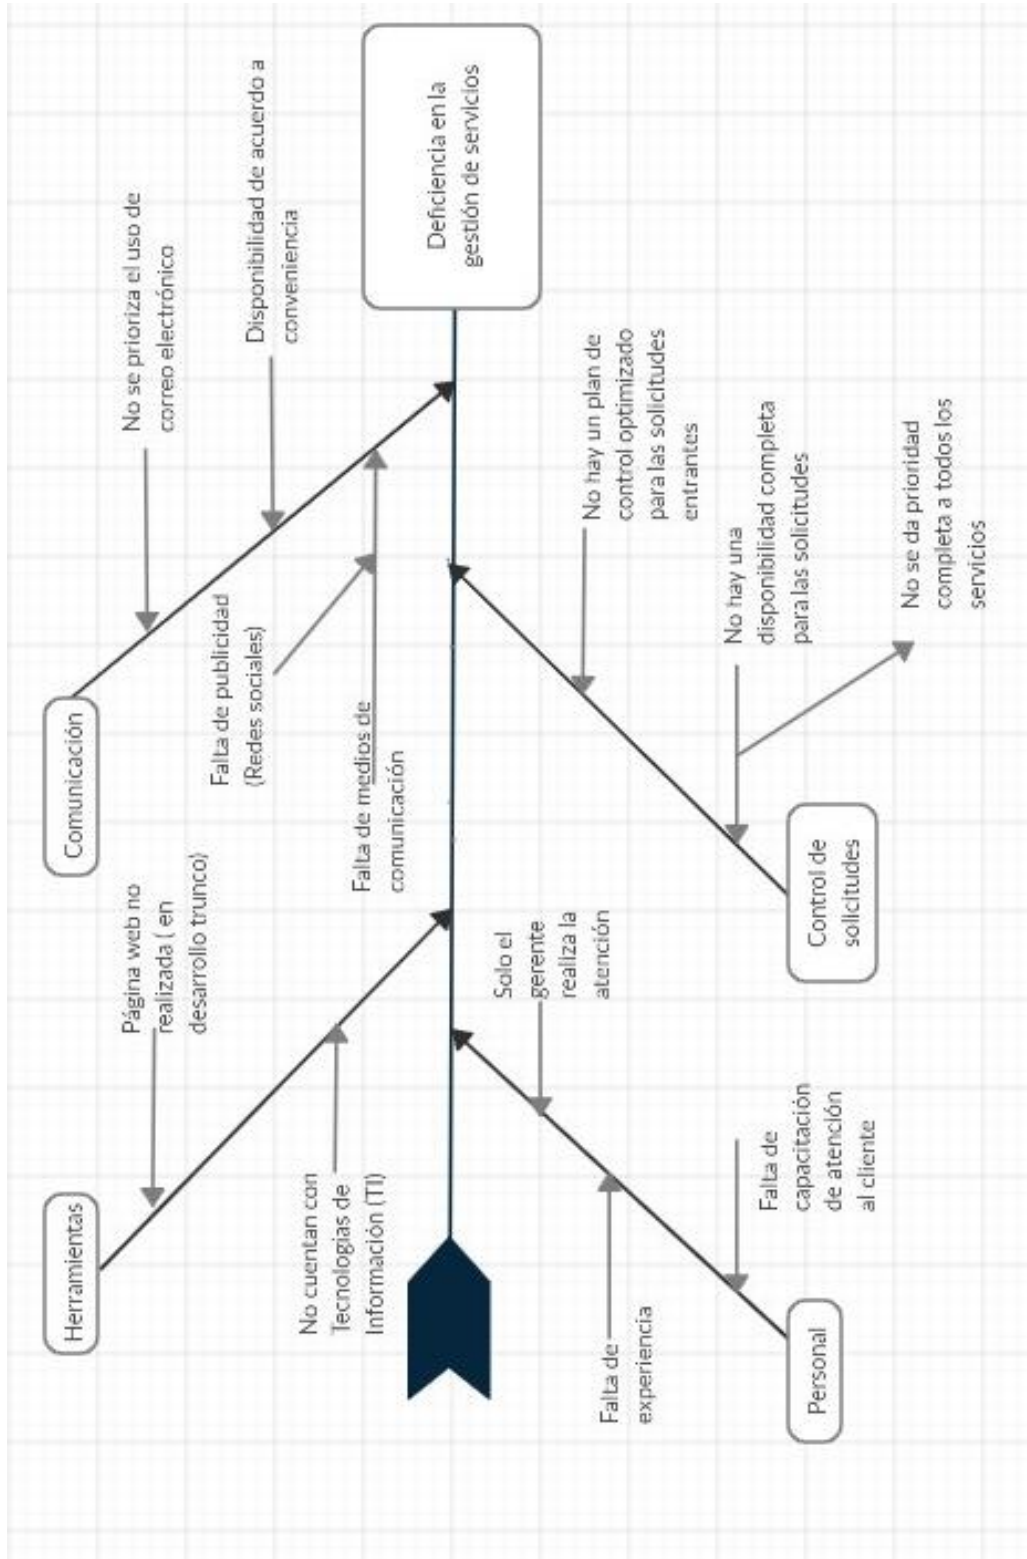 Herramientas
Página web no
realizada ( en
desarrollo trunco)
No cuentan con
Tecnologias de
Información (TI)
Comunicación
No se prioriza el uso de
correo electrónico
Disponibilidad de acuerdo a
conveniencia
Falta de publicidad
(Redes sociales)
Falta de medios de
comunicación
Deficiencia en la
gestión de servicios
Personal
Solo el
gerente
realiza la
atención
Falta de
experiencia
Falta de
capacitación
de atención
al cliente
Control de
solicitudes
No hay un plan de
control optimizado
para las solicitudes
entrantes
No hay una
disponibilidad completa
para las solicitudes
No se da prioridad
completa a todos los
servicios